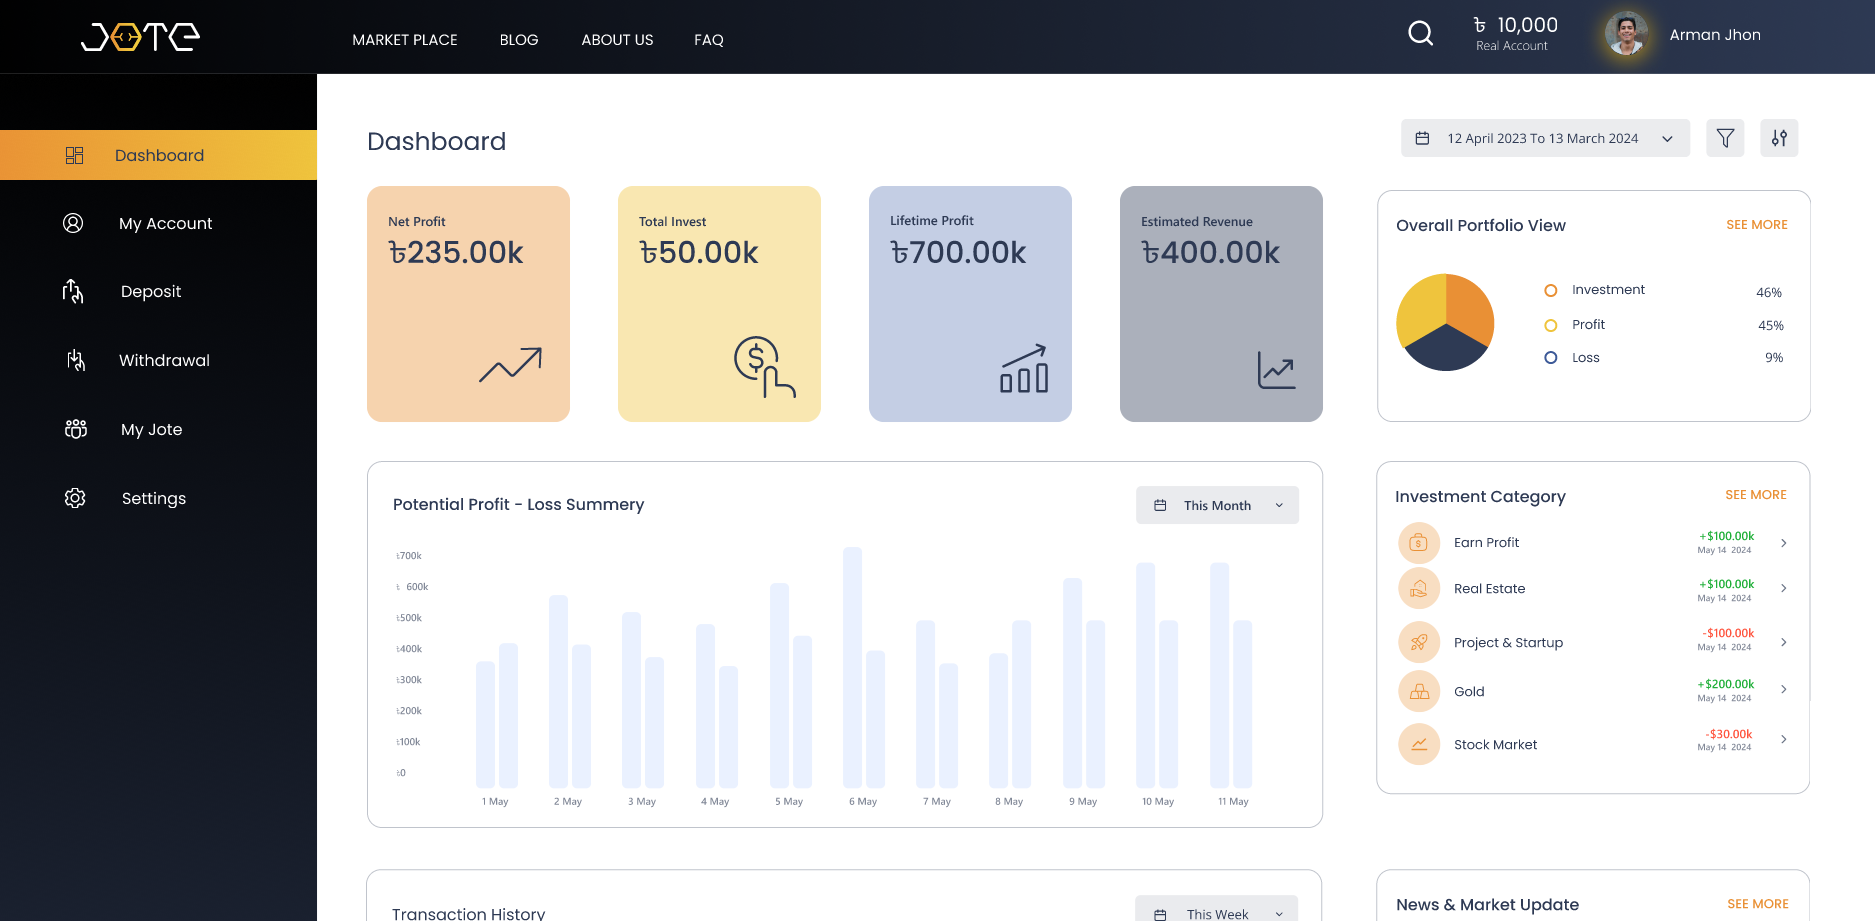 JOTE
MARKET PLACE
BLOG
ABOUT US
FAQ
৳ 10,000
Real Account
Arman Jhon
Dashboard
My Account
Deposit
Withdrawal
My Jote
Settings
Dashboard
12 April 2023 To 13 March 2024
Net Profit
৳235.00k
Total Invest
৳50.00k
Lifetime Profit
৳700.00k
Estimated Revenue
৳400.00k
Overall Portfolio View
SEE MORE
Investment
46%
Profit
45%
Loss
9%
Potential Profit - Loss Summery
This Month
৳700k
৳ 600k
৳500k
৳400k
৳300k
৳200k
৳100k
৳0
1 May
2 May
3 May
4 May
5 May
6 May
7 May
8 May
9 May
10 May
11 May
Investment Category
SEE MORE
Earn Profit
+$100.00k
May 14 2024
Real Estate
+$100.00k
May 14 2024
Project & Startup
-$100.00k
May 14 2024
Gold
+$200.00k
May 14 2024
Stock Market
-$30.00k
May 14 2024
Transaction History
This Week
News & Market Update
SEE MORE